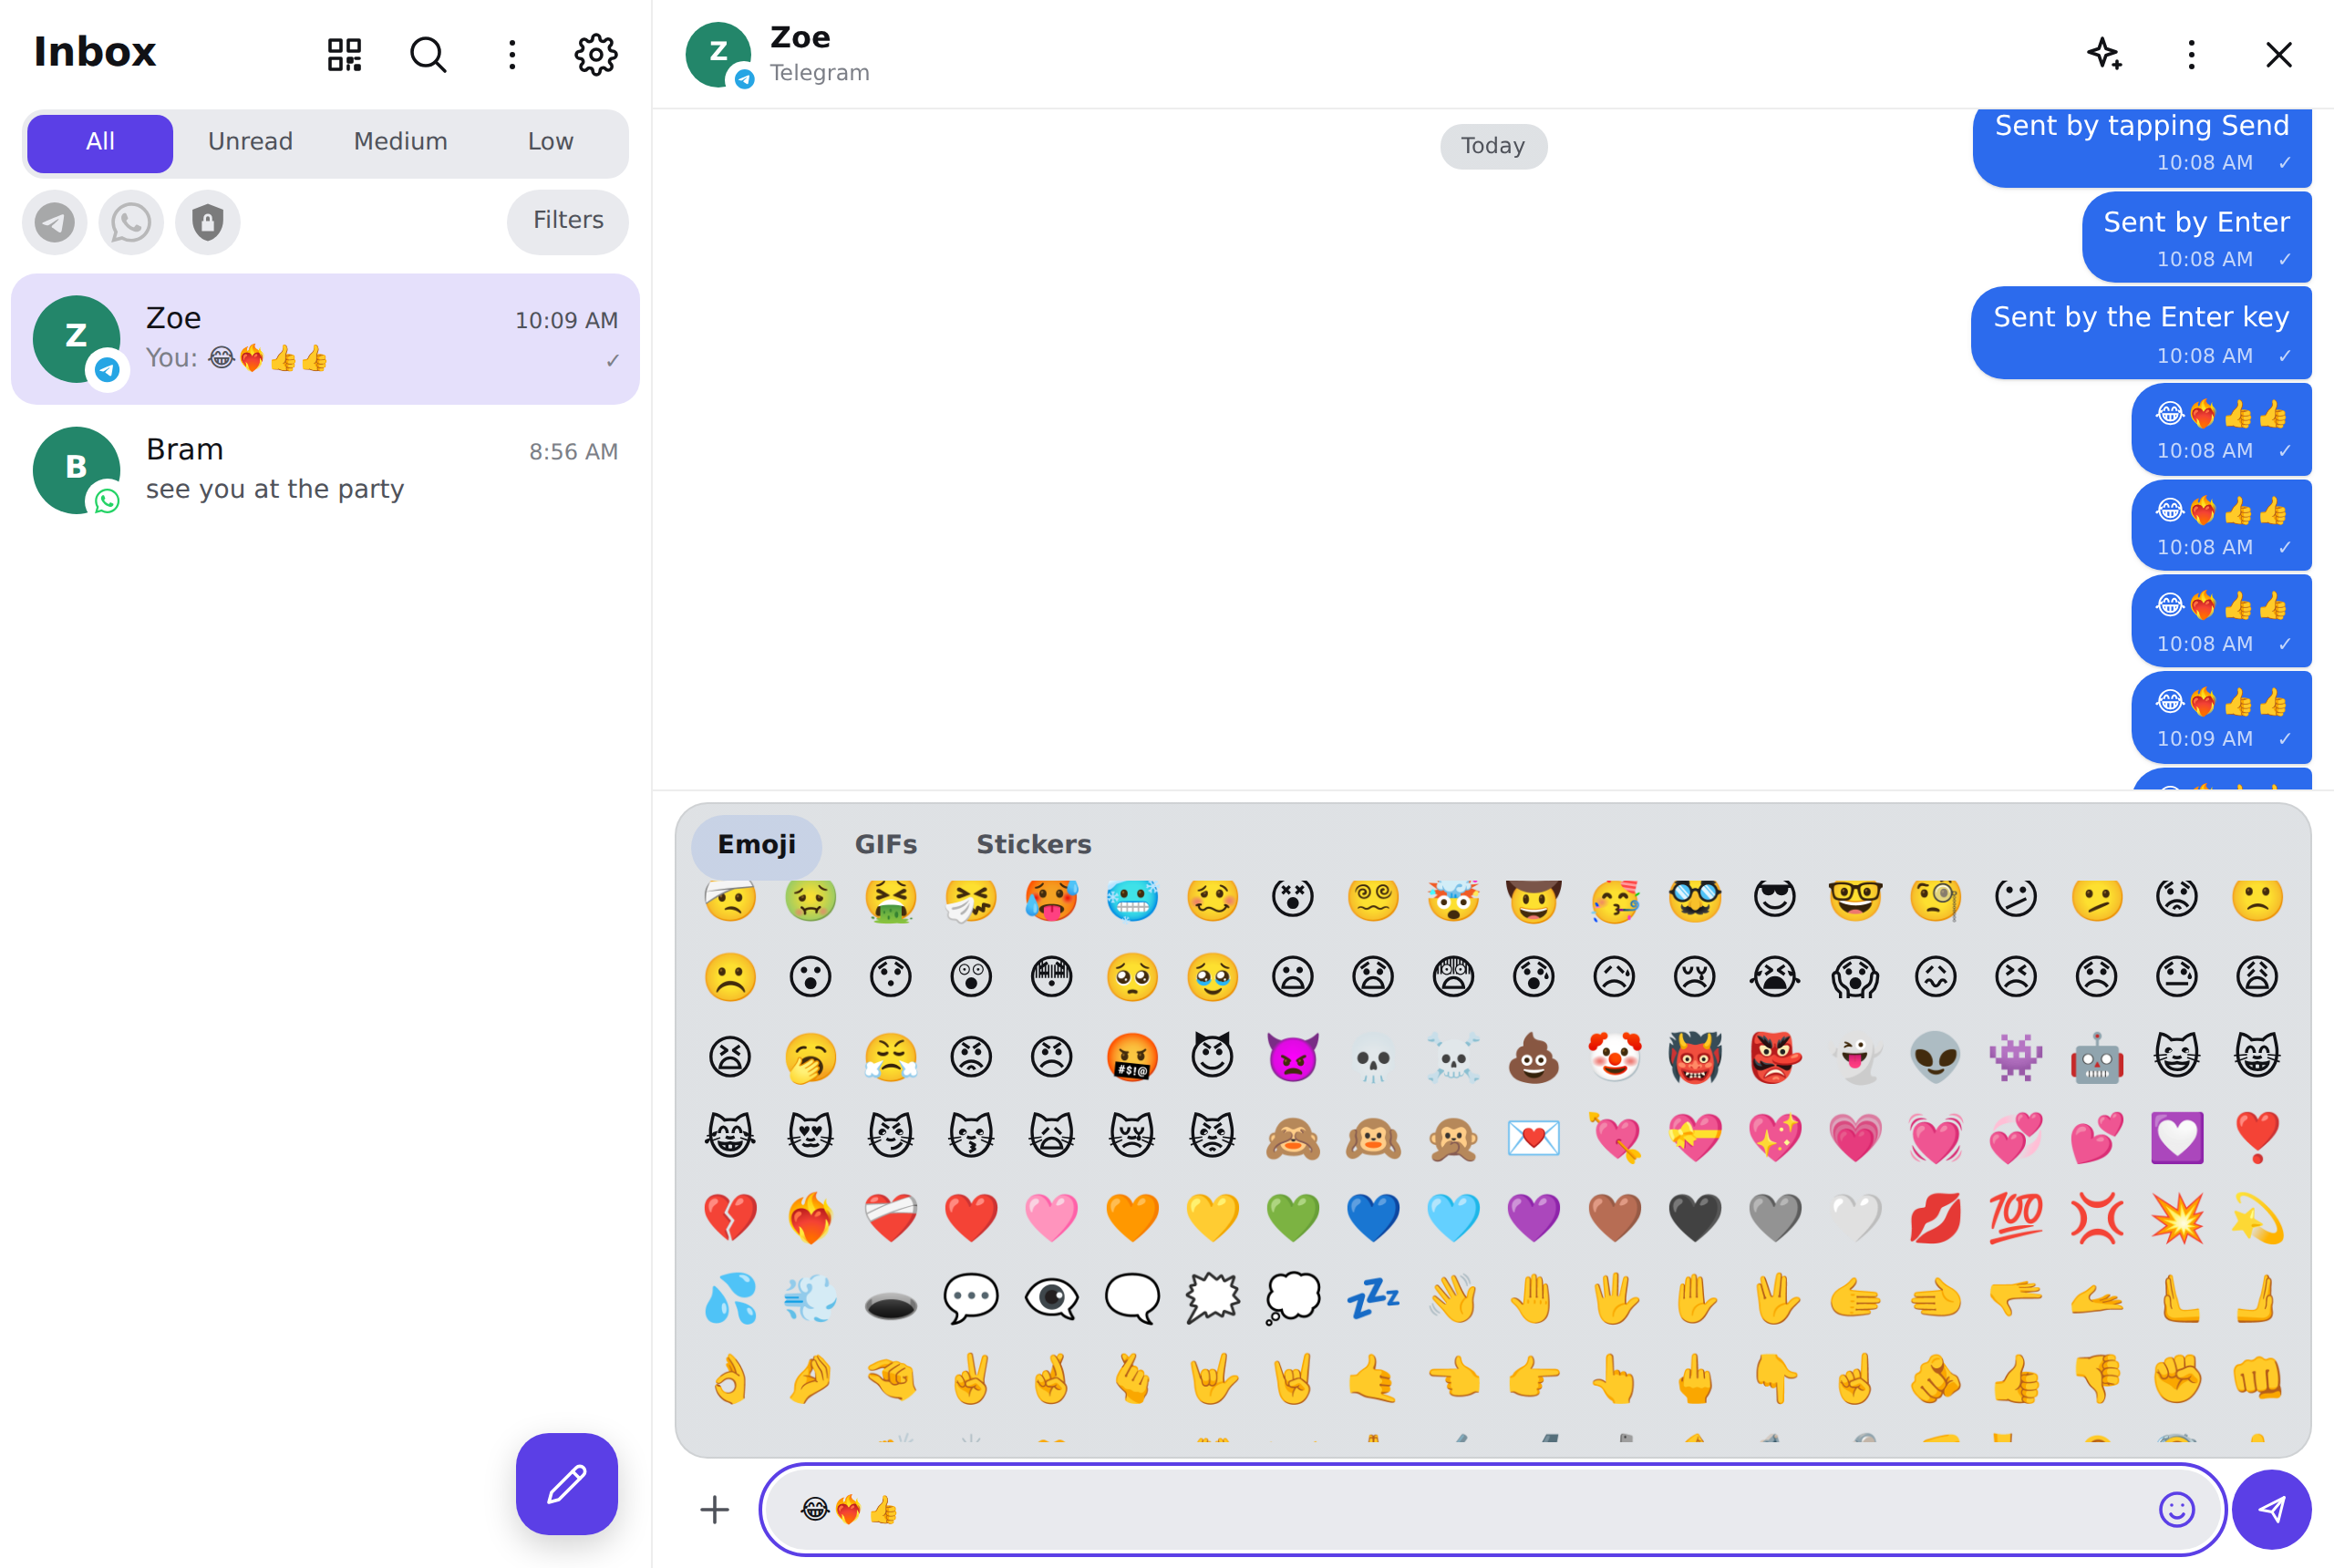 Inbox
All
Unread
Medium
Low
Filters
Z
Zoe
10:09 AM
You: 😂❤️‍🔥👍👍
✓
B
Bram
8:56 AM
see you at the party
Z
Zoe
Telegram
Today
Sent by tapping Send
10:08 AM ✓
Sent by Enter
10:08 AM ✓
Sent by the Enter key
10:08 AM ✓
😂❤️‍🔥👍👍
10:08 AM ✓
😂❤️‍🔥👍👍
10:08 AM ✓
😂❤️‍🔥👍👍
10:08 AM ✓
😂❤️‍🔥👍👍
10:09 AM ✓
Emoji
GIFs
Stickers
😂❤️‍🔥👍